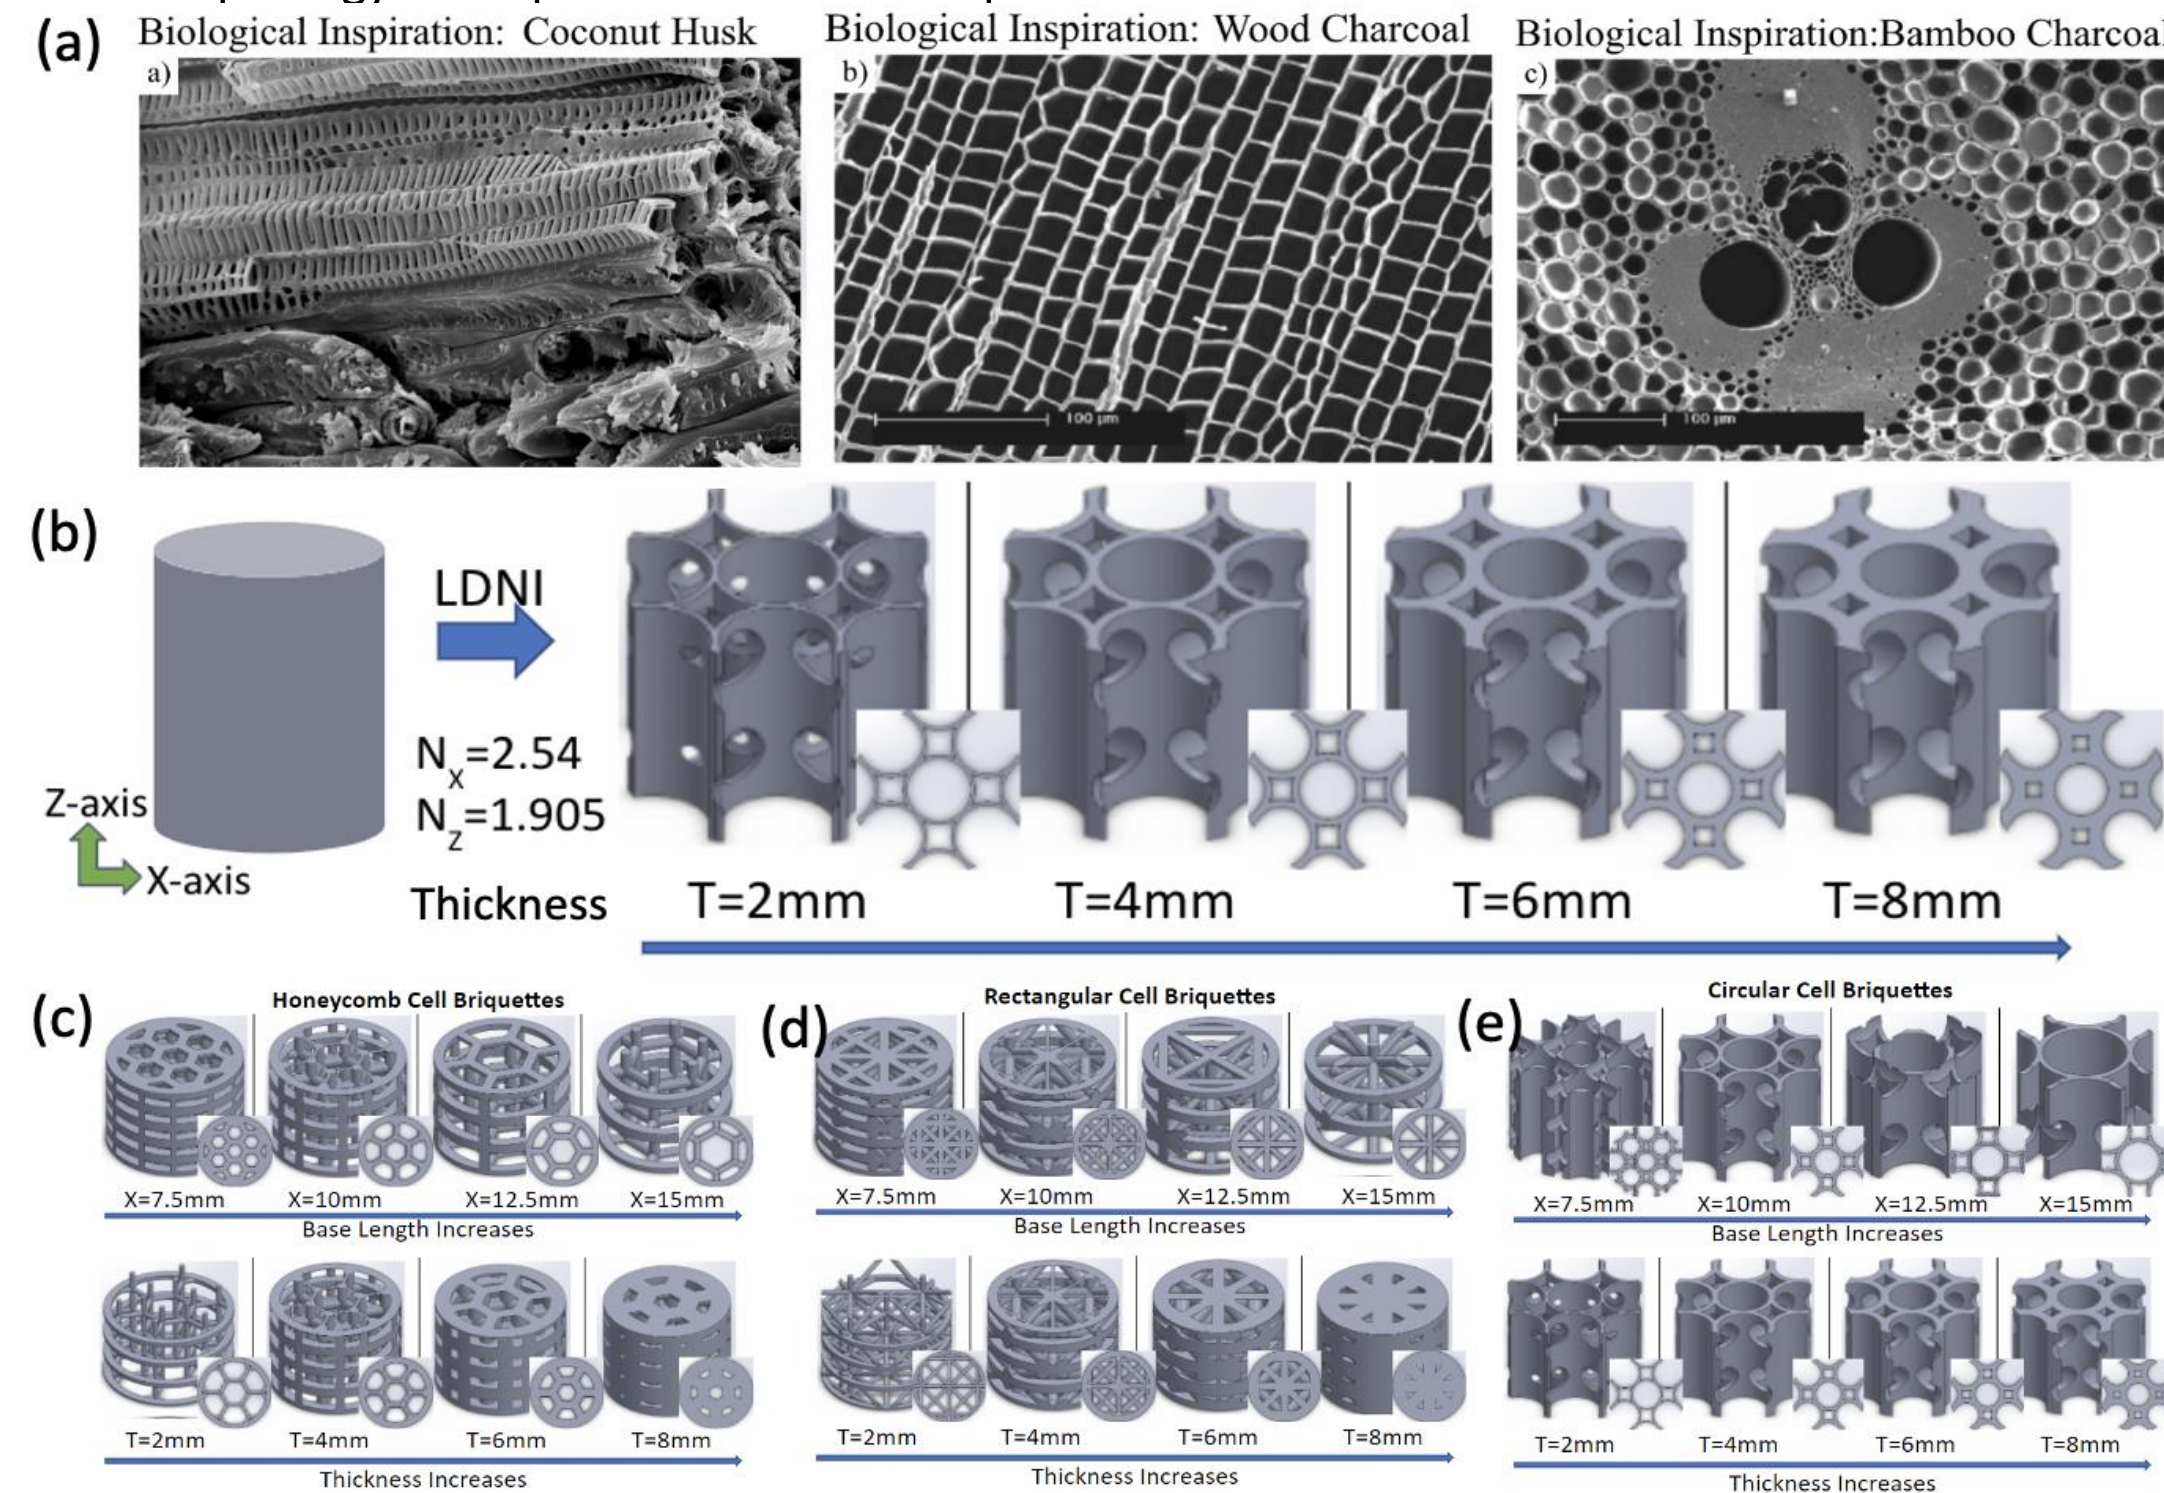 (a)
Biological Inspiration: Coconut Husk
Biological Inspiration: Wood Charcoal
Biological Inspiration:Bamboo Charcoal
a)
b)
c)
100 µm
100 µm
(b)
LDNI
Nx=2.54
Nz=1.905
Z-axis
X-axis
Thickness
T=2mm
T=4mm
T=6mm
T=8mm
(c)
Honeycomb Cell Briquettes
X=7.5mm
X=10mm
X=12.5mm
X=15mm
Base Length Increases
T=2mm
T=4mm
T=6mm
T=8mm
Thickness Increases
(d)
Rectangular Cell Briquettes
X=7.5mm
X=10mm
X=12.5mm
X=15mm
Base Length Increases
T=2mm
T=4mm
T=6mm
T=8mm
Thickness Increases
(e)
Circular Cell Briquettes
X=7.5mm
X=10mm
X=12.5mm
X=15mm
Base Length Increases
T=2mm
T=4mm
T=6mm
T=8mm
Thickness Increases